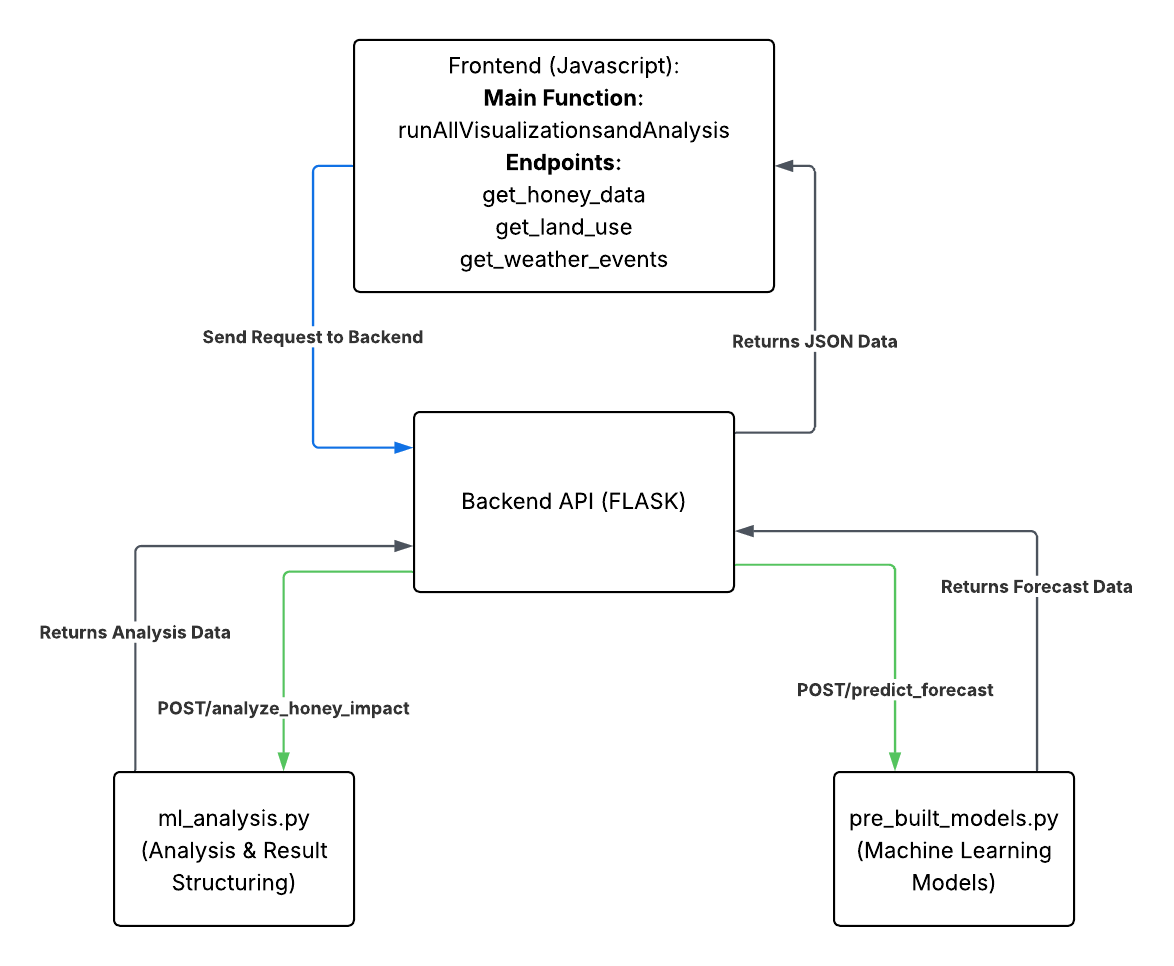 Frontend (Javascript):
Main Function:
runAllVisualizationsandAnalysis
Endpoints:
get_honey_data
get_land_use
get_weather_events
Send Request to Backend
Returns JSON Data
Backend API (FLASK)
Returns Forecast Data
Returns Analysis Data
POST/predict_forecast
POST/analyze_honey_impact
ml_analysis.py
(Analysis & Result
Structuring)
pre_built_models.py
(Machine Learning
Models)